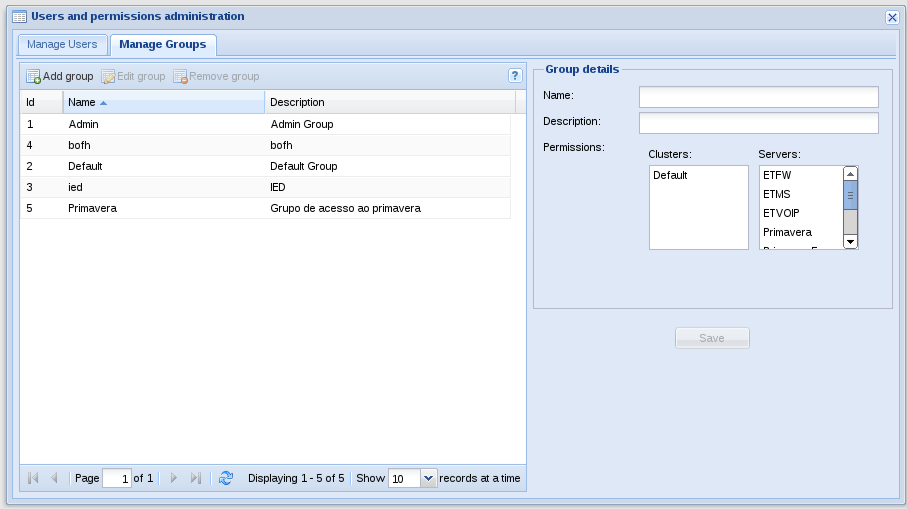 Users and permissions administration
Manage Users
Manage Groups
Add group
Edit group
Remove group
?
Id
Name
Description
1
Admin
Admin Group
4
bofh
bofh
2
Default
Default Group
3
ied
IED
5
Primavera
Grupo de acesso ao primavera
Page 1 of 1
Displaying 1 - 5 of 5
Show 10 records at a time
Group details
Name:
Description:
Permissions:
Clusters:
Default
Servers:
ETFW
ETMS
ETVOIP
Primavera
Save